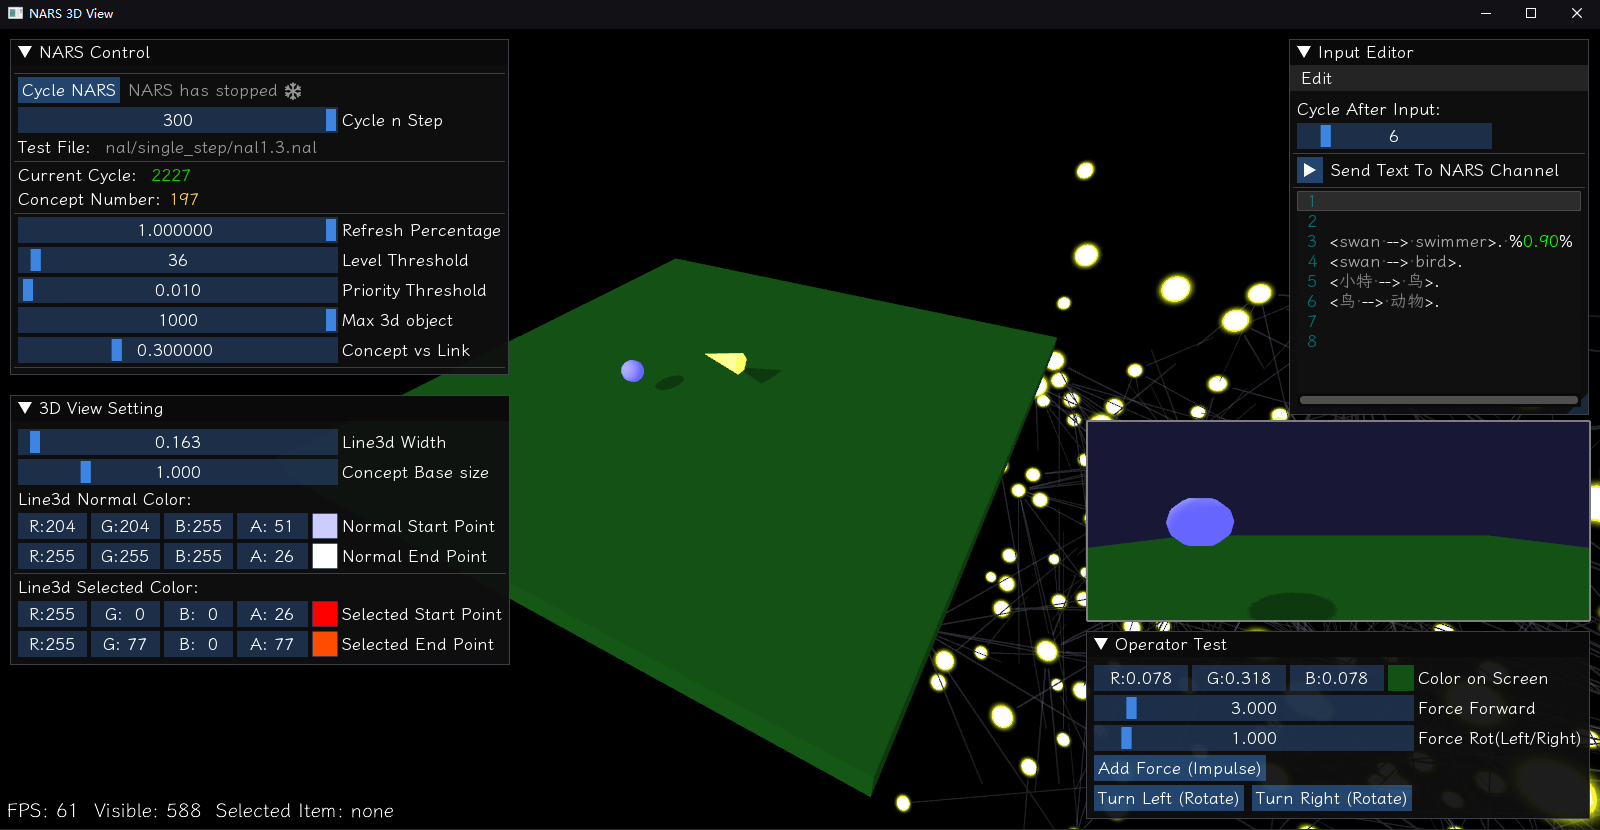 NARS 3D View
NARS Control
Cycle NARS NARS has stopped
300 Cycle n Step
Test File: nal/single_step/nal1.3.nal
Current Cycle: 2227
Concept Number: 197
1.000000 Refresh Percentage
36 Level Threshold
0.010 Priority Threshold
1000 Max 3d object
0.300000 Concept vs Link
3D View Setting
0.163 Line3d Width
1.000 Concept Base size
Line3d Normal Color:
R:204 G:204 B:255 A: 51 Normal Start Point
R:255 G:255 B:255 A: 26 Normal End Point
Line3d Selected Color:
R:255 G: 0 B: 0 A: 26 Selected Start Point
R:255 G: 77 B: 0 A: 77 Selected End Point
FPS: 61 Visible: 588 Selected Item: none
Input Editor
Edit
Cycle After Input:
6
Send Text To NARS Channel
1
2
3 <swan --> swimmer>. %0.90%
4 <swan --> bird>.
5 <小特 --> 鸟>.
6 <鸟 --> 动物>.
7
8
Operator Test
R:0.078 G:0.318 B:0.078 Color on Screen
3.000 Force Forward
1.000 Force Rot(Left/Right)
Add Force (Impulse)
Turn Left (Rotate) Turn Right (Rotate)